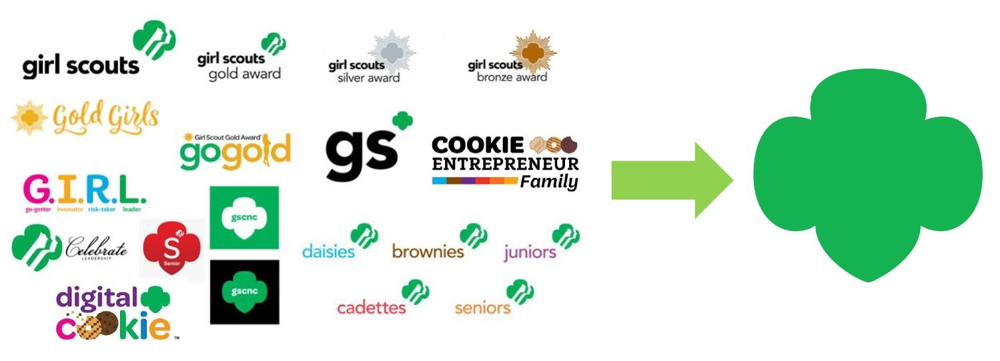 girl scouts
girl scouts
gold award
girl scouts
silver award
girl scouts
bronze award
Gold Girls
Girl Scout Gold Award®
gogold
gs
COOKIE
ENTREPRENEUR
Family
G.I.R.L.
go-getter innovator risk-taker leader
gscnc
Celebrate
LEADERSHIP
S
Senior
gscnc
daisies
brownies
juniors
cadettes
seniors
digital
cookie™